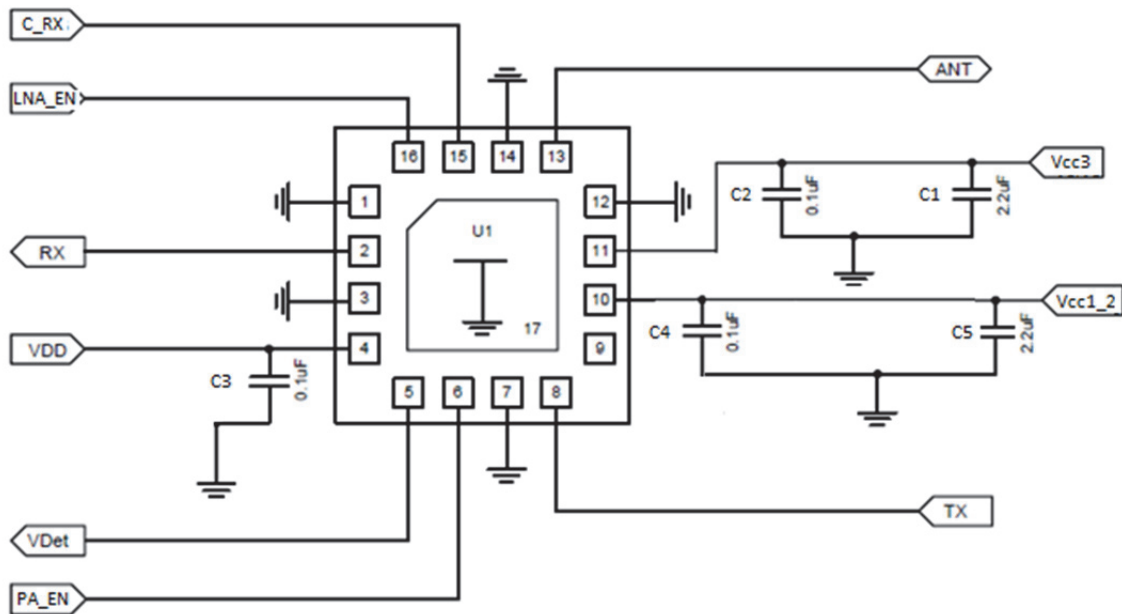 C_RX
ANT
LNA_EN
16
15
14
13
Vcc3
C2
0.1uF
C1
2.2uF
1
12
U1
RX
2
11
3
10
Vcc1_2
17
C4
0.1uF
C5
2.2uF
VDD
4
9
C3
0.1uF
5
6
7
8
TX
VDet
PA_EN